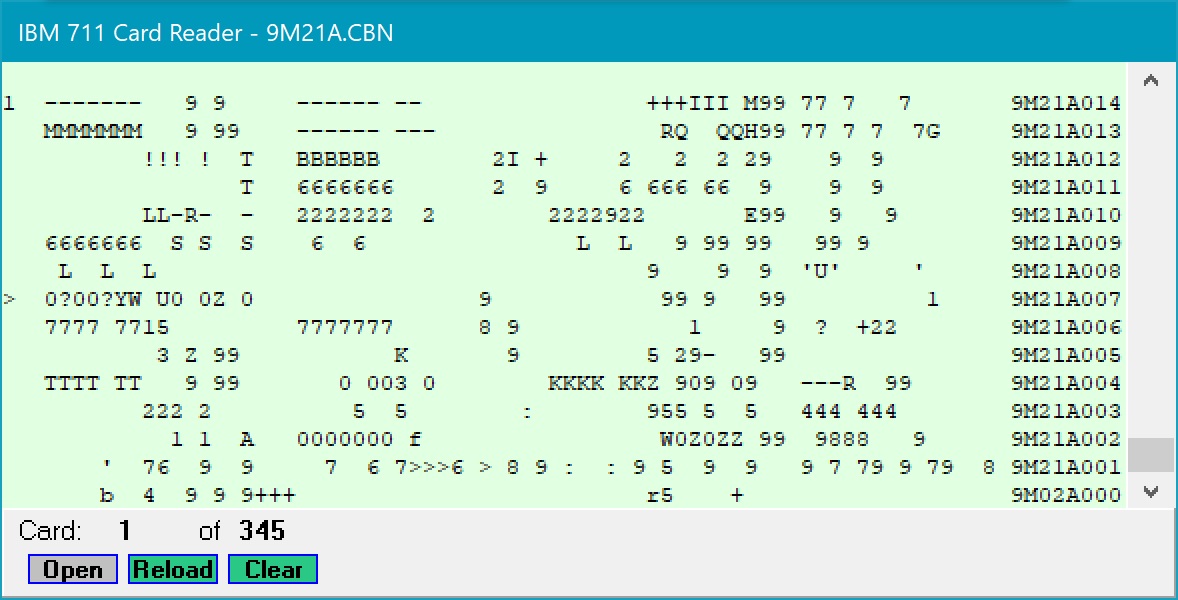 IBM 711 Card Reader - 9M21A.CBN
1  -------   9 9     ------ --                +++III M99 77 7   7       9M21A014
   MMMMMMM   9 99    ------ ---                RQ  QQH99 77 7 7  7G     9M21A013
          !!! !  T   BBBBBB        2I +     2   2  2 29    9  9         9M21A012
                 T   6666666       2  9     6 666 66  9    9  9         9M21A011
          LL-R-  -   2222222  2        2222922       E99   9   9        9M21A010
   6666666  S S  S    6  6               L  L   9 99 99   99 9          9M21A009
    L  L  L                                   9    9  9  'U'     '      9M21A008
>  0?00?YW U0 0Z 0                9            99 9   99          1     9M21A007
   7777 7715         7777777      8 9            1     9  ?  +22        9M21A006
           3 Z 99           K       9         5 29-   99                9M21A005
   TTTT TT   9 99       0 003 0        KKKK KKZ 909 09   ---R  99       9M21A004
          222 2          5  5        :        955 5  5   444 444        9M21A003
            1 1  A   0000000 f                 W0Z0ZZ 99  9888   9      9M21A002
       '  76  9  9     7  6 7>>>6 > 8 9 :  : 9 5  9  9   9 7 79 9 79  8 9M21A001
       b  4  9 9 9+++                         r5    +                   9M02A000
Card: 1 of 345
Open Reload Clear